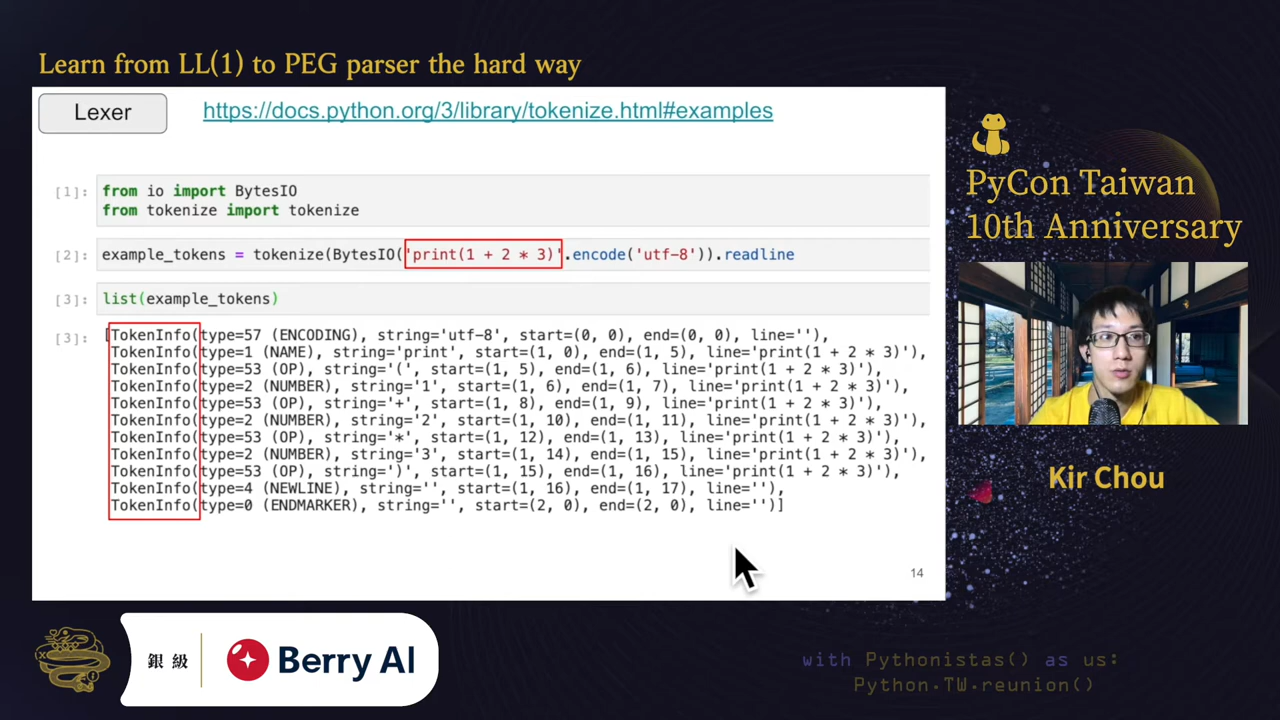 Learn from LL(1) to PEG parser the hard way
Lexer
https://docs.python.org/3/library/tokenize.html#examples
[1]: from io import BytesIO
from tokenize import tokenize
[2]: example_tokens = tokenize(BytesIO('print(1 + 2 * 3)'.encode('utf-8')).readline
[3]: list(example_tokens)
[3]: [TokenInfo(type=57 (ENCODING), string='utf-8', start=(0, 0), end=(0, 0), line=''),
TokenInfo(type=1 (NAME), string='print', start=(1, 0), end=(1, 5), line='print(1 + 2 * 3)'),
TokenInfo(type=53 (OP), string='(', start=(1, 5), end=(1, 6), line='print(1 + 2 * 3)'),
TokenInfo(type=2 (NUMBER), string='1', start=(1, 6), end=(1, 7), line='print(1 + 2 * 3)'),
TokenInfo(type=53 (OP), string='+', start=(1, 8), end=(1, 9), line='print(1 + 2 * 3)'),
TokenInfo(type=2 (NUMBER), string='2', start=(1, 10), end=(1, 11), line='print(1 + 2 * 3)'),
TokenInfo(type=53 (OP), string='*', start=(1, 12), end=(1, 13), line='print(1 + 2 * 3)'),
TokenInfo(type=2 (NUMBER), string='3', start=(1, 14), end=(1, 15), line='print(1 + 2 * 3)'),
TokenInfo(type=53 (OP), string=')', start=(1, 15), end=(1, 16), line='print(1 + 2 * 3)'),
TokenInfo(type=4 (NEWLINE), string='', start=(1, 16), end=(1, 17), line=''),
TokenInfo(type=0 (ENDMARKER), string='', start=(2, 0), end=(2, 0), line='')]
14
PyCon Taiwan
10th Anniversary
Kir Chou
銀級
Berry AI
with Pythonistas() as us:
Python.TW.reunion()